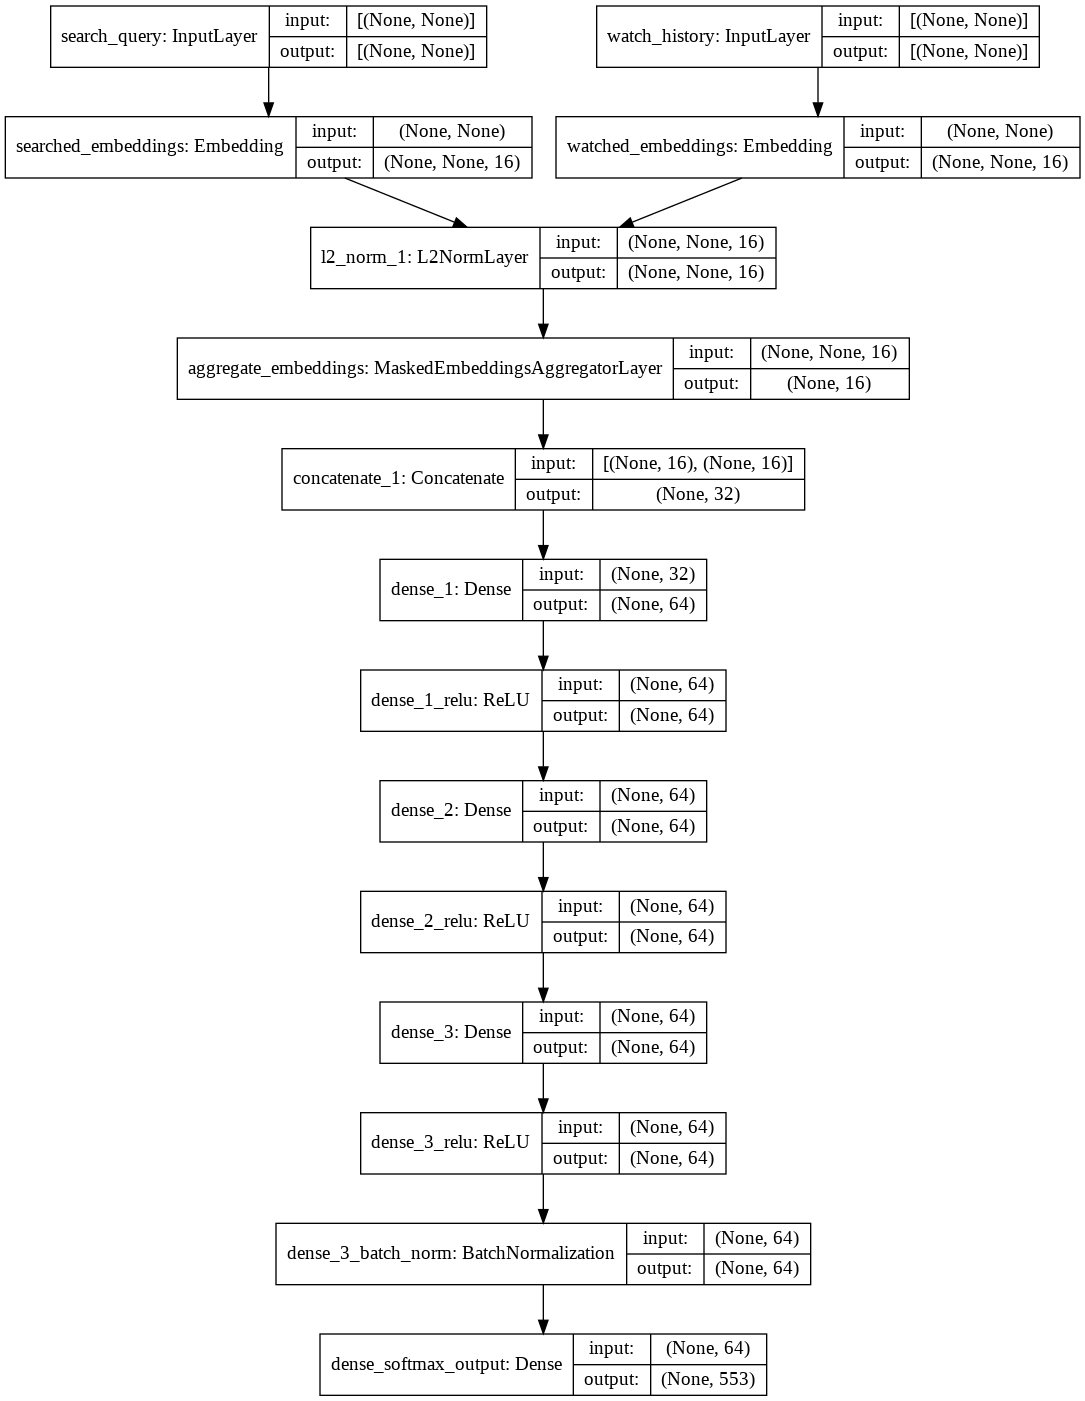 search_query: InputLayer
input: [(None, None)]
output: [(None, None)]
watch_history: InputLayer
input: [(None, None)]
output: [(None, None)]
searched_embeddings: Embedding
input: (None, None)
output: (None, None, 16)
watched_embeddings: Embedding
input: (None, None)
output: (None, None, 16)
l2_norm_1: L2NormLayer
input: (None, None, 16)
output: (None, None, 16)
aggregate_embeddings: MaskedEmbeddingsAggregatorLayer
input: (None, None, 16)
output: (None, 16)
concatenate_1: Concatenate
input: [(None, 16), (None, 16)]
output: (None, 32)
dense_1: Dense
input: (None, 32)
output: (None, 64)
dense_1_relu: ReLU
input: (None, 64)
output: (None, 64)
dense_2: Dense
input: (None, 64)
output: (None, 64)
dense_2_relu: ReLU
input: (None, 64)
output: (None, 64)
dense_3: Dense
input: (None, 64)
output: (None, 64)
dense_3_relu: ReLU
input: (None, 64)
output: (None, 64)
dense_3_batch_norm: BatchNormalization
input: (None, 64)
output: (None, 64)
dense_softmax_output: Dense
input: (None, 64)
output: (None, 553)